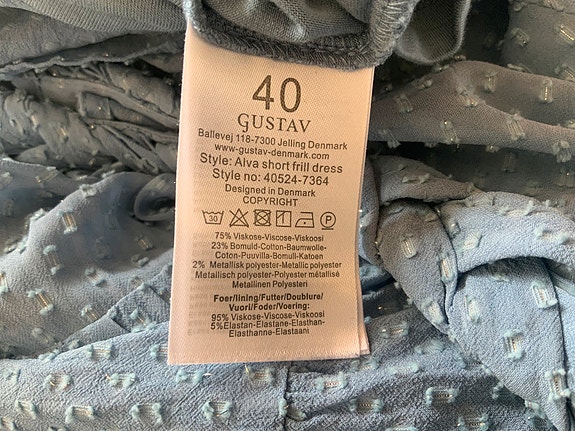 40
GUSTAV
Ballevej 118-7300 Jelling Denmark
www-gustav-denmark.com
Style: Alva short frill dress
Style no: 40524-7364
Designed in Denmark
COPYRIGHT
30 P
75% Viskose-Viscose-Viskoosi
23% Bomuld-Cotton-Baumwolle-
Coton-Puuvilla-Bomull-Katoen
2% Metallisk polyester-Metallic polyester
Metallisch polyester-Polyester métallisé
Metallinen Polyesteri
Foer/lining/Futter/Doublure/
Vuori/Foder/Voering:
95% Viskose-Viscose-Viskoosi
5%Elastan-Elastane-Elasthan-
Elasthanne-Elastaani